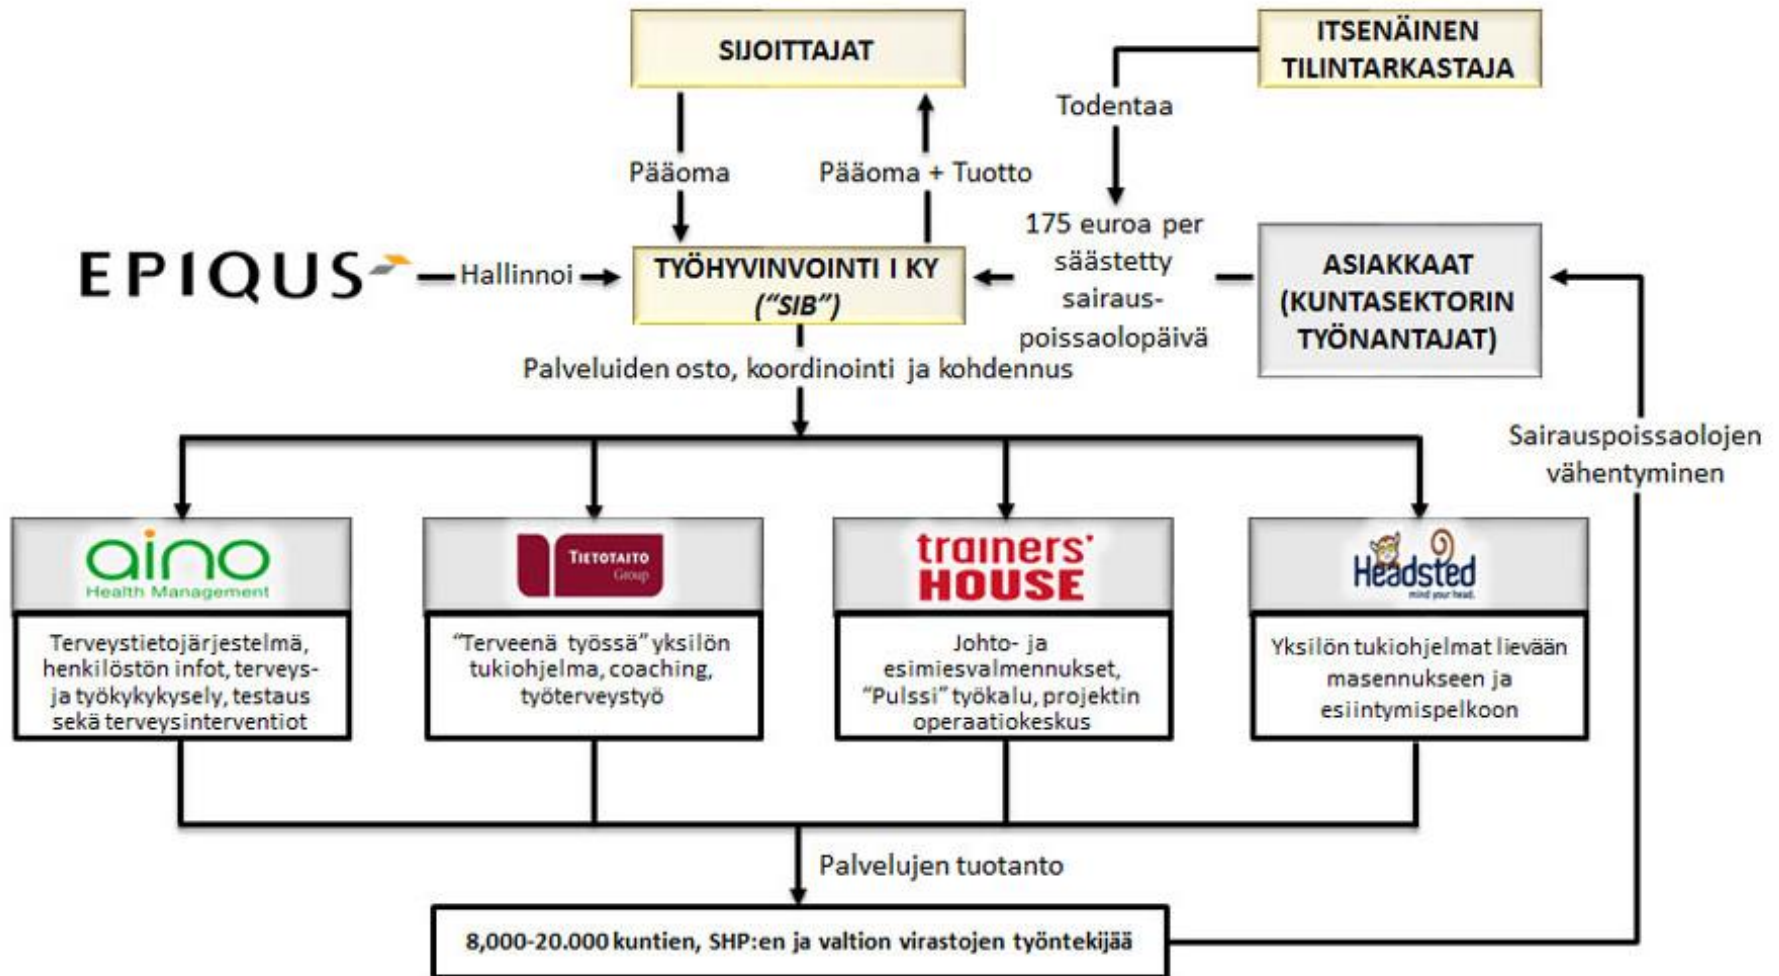 SIJOITTAJAT
ITSENÄINEN
TILINTARKASTAJA
Todentaa
Pääoma
Pääoma + Tuotto
175 euroa per
säästetty
sairaus-
poissaolopäivä
EPIQUS
Hallinnoi
TYÖHYVINVOINTI I KY
(“SIB”)
ASIAKKAAT
(KUNTASEKTORIN
TYÖNANTAJAT)
Palveluiden osto, koordinointi ja kohdennus
Sairauspoissaolojen
vähentyminen
aino
Health Management
Terveystietojärjestelmä,
henkilöstön infot, terveys-
ja työkykykysely, testaus
sekä terveysinterventiot
TIETOTAITO
Group
“Terveenä työssä” yksilön
tukiohjelma, coaching,
työterveystyö
trainers'
HOUSE
Johto- ja
esimiesvalmennukset,
“Pulssi” työkalu, projektin
operaatiokeskus
Headsted
mind your head.
Yksilön tukiohjelmat lievään
masennukseen ja
esiintymispelkoon
Palvelujen tuotanto
8,000-20.000 kuntien, SHP:en ja valtion virastojen työntekijää